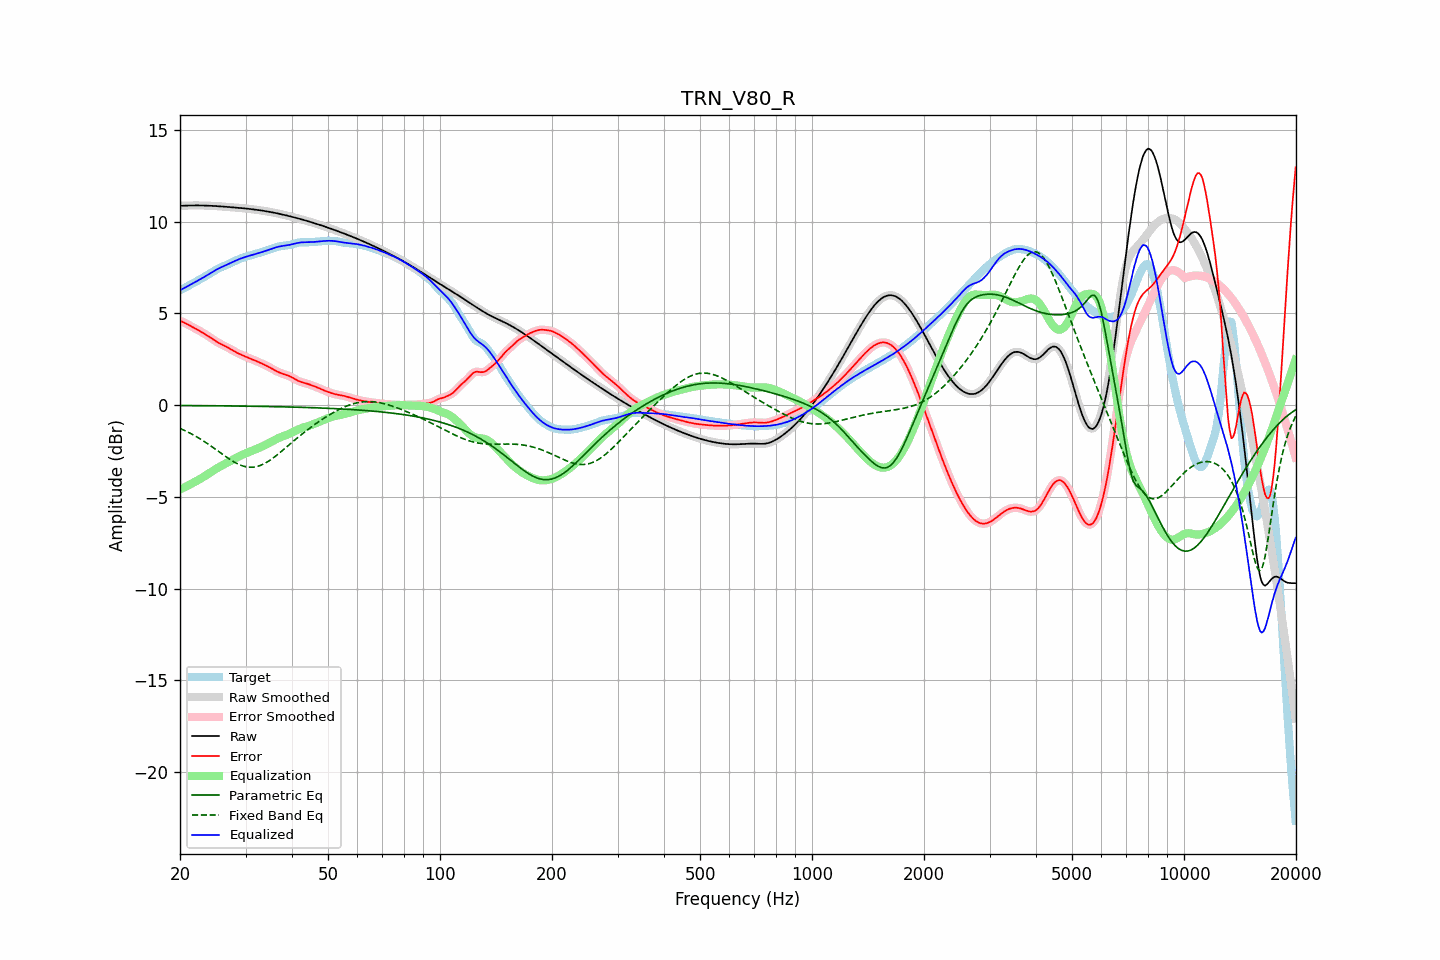 TRN_V80_R
Amplitude (dBr)
15
10
5
0
−5
−10
−15
−20
Target
Raw Smoothed
Error Smoothed
Raw
Error
Equalization
Parametric Eq
Fixed Band Eq
Equalized
20 50 100 200 500 1000 2000 5000 10000 20000
Frequency (Hz)